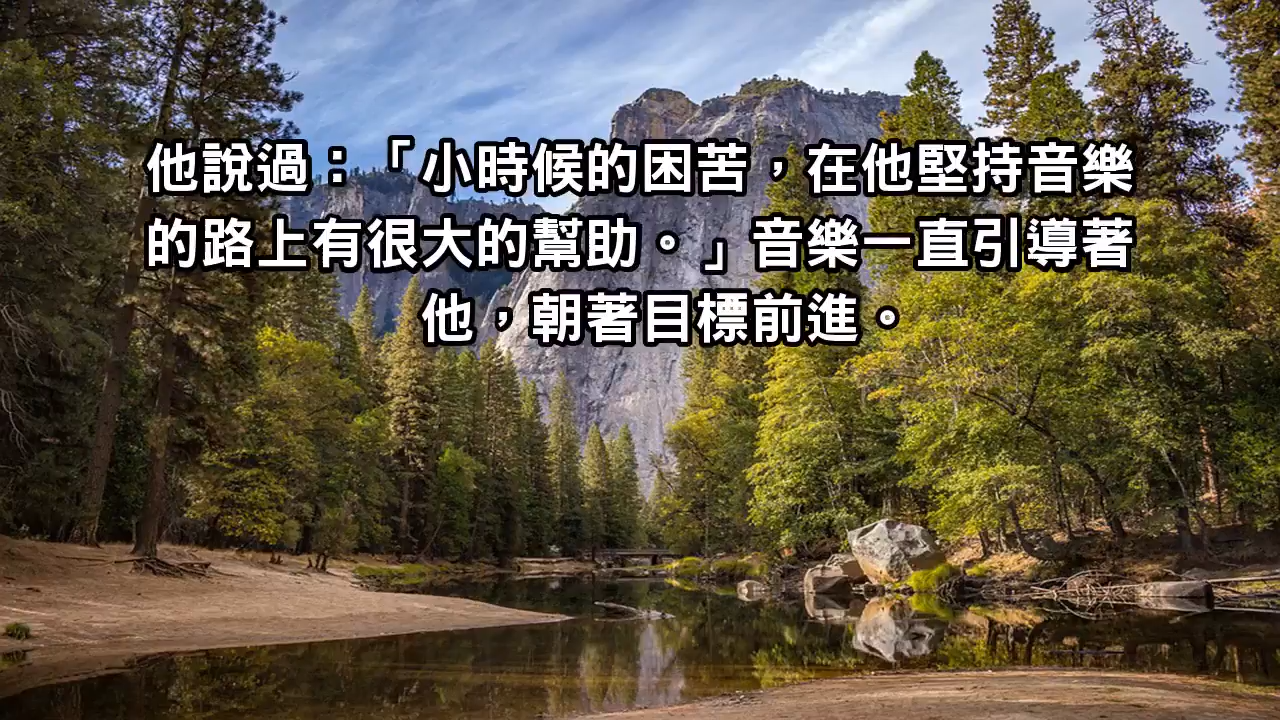 他說過：「小時候的困苦，在他堅持音樂
的路上有很大的幫助。」音樂一直引導著
他，朝著目標前進。